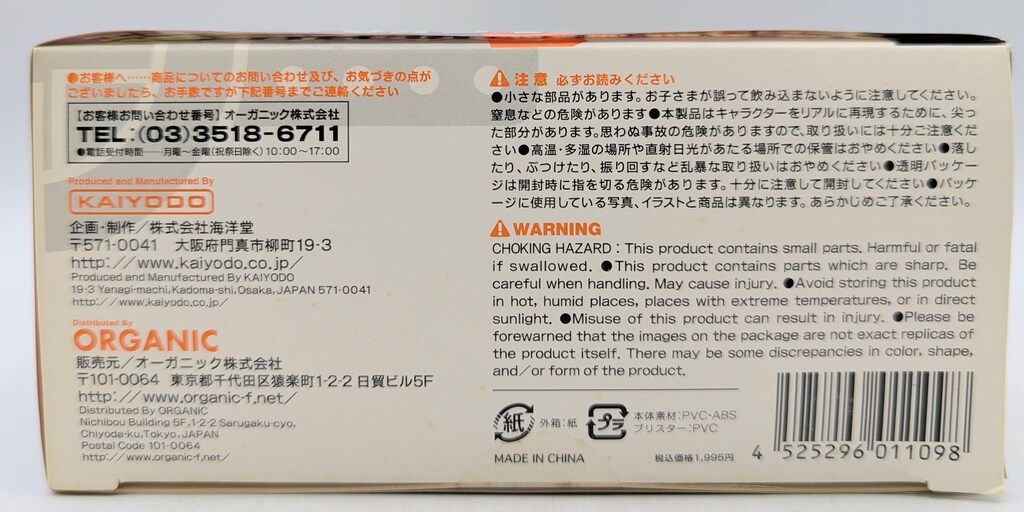 ●お客様へ……商品についてのお問い合わせ及び、お気づきの点が
ございましたら、お手数ですが下記番号までご連絡ください
【お客様お問い合わせ番号】オーガニック株式会社
TEL:(03)3518-6711
●電話受付時間……月曜〜金曜(祝祭日除く)10:00〜17:00
Produced and Manufactured By
KAIYODO
企画・制作／株式会社海洋堂
〒571-0041 大阪府門真市柳町19-3
http://www.kaiyodo.co.jp/
Produced and Manufactured By KAIYODO
19-3 Yanagi-machi, Kadoma-shi, Osaka, JAPAN 571-0041
http://www.kaiyodo.co.jp/
Distributed By
ORGANIC
販売元／オーガニック株式会社
〒101-0064 東京都千代田区猿楽町1-2-2 日貿ビル5F
http://www.organic-f.net/
Distributed By ORGANIC
Nichibou Building 5F, 1-2-2 Sarugaku-cyo,
Chiyoda-ku, Tokyo, JAPAN
Postal Code 101-0064
http://www.organic-f.net/
注意 必ずお読みください
●小さな部品があります。お子さまが誤って飲み込まないように注意してください。
窒息などの危険があります●本製品はキャラクターをリアルに再現するために、尖っ
た部分があります。思わぬ事故の危険がありますので、取り扱いには十分ご注意くださ
い●高温・多湿の場所や直射日光があたる場所での保管はおやめください●落し
たり、ぶつけたり、振り回すなど乱暴な取り扱いはおやめください●透明パッケー
ジは開封時に指を切る危険があります。十分に注意して開封してください●パッケ
ージに使用している写真、イラストと商品は異なります。あらかじめご了承ください。
WARNING
CHOKING HAZARD : This product contains small parts. Harmful or fatal
if swallowed. ●This product contains parts which are sharp. Be
careful when handling. May cause injury. ●Avoid storing this product
in hot, humid places, places with extreme temperatures, or in direct
sunlight. ●Misuse of this product can result in injury. ●Please be
forewarned that the images on the package are not exact replicas of
the product itself. There may be some discrepancies in color, shape,
and/or form of the product.
紙 外箱:紙 プラ 本体素材:PVC・ABS
ブリスター:PVC
MADE IN CHINA 税込価格1,995円
4 525296 011098